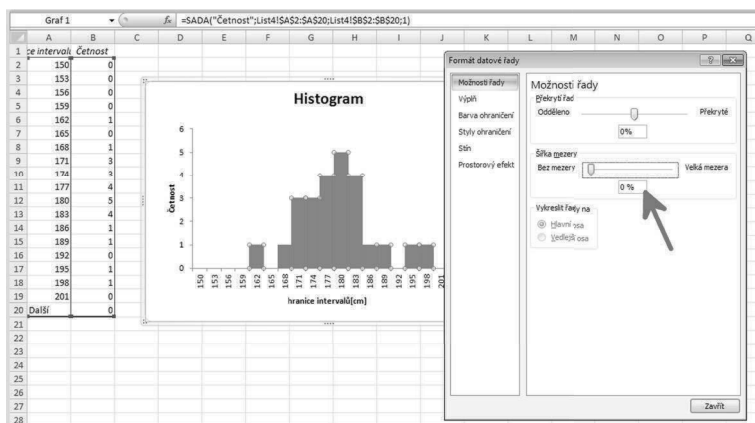 Graf 1 fx =SADA("Četnost";List4!$A$2:$A$20;List4!$B$2:$B$20;1)
A B C D E F G H I J K L M N O P Q
1 ce intervalů Četnost
2 150 0
3 153 0
4 156 0
5 159 0
6 162 1
7 165 0
8 168 1
9 171 3
10 174 3
11 177 4
12 180 5
13 183 4
14 186 1
15 189 1
16 192 0
17 195 1
18 198 1
19 201 0
20 Další 0
21
22
23
24
25
26
27
28
Histogram
Četnost
6
5
4
3
2
1
0
150 153 156 159 162 165 168 171 174 177 180 183 186 189 192 195 198 201
hranice intervalů[cm]
Formát datové řady
Možnosti řady
Výplň
Barva ohraničení
Styly ohraničení
Stín
Prostorový efekt
Možnosti řady
Překrytí řad
Odděleno Překryté
0%
Šířka mezery
Bez mezery Velká mezera
0 %
Vykreslit řady na
Hlavní osa
Vedlejší osa
Zavřít